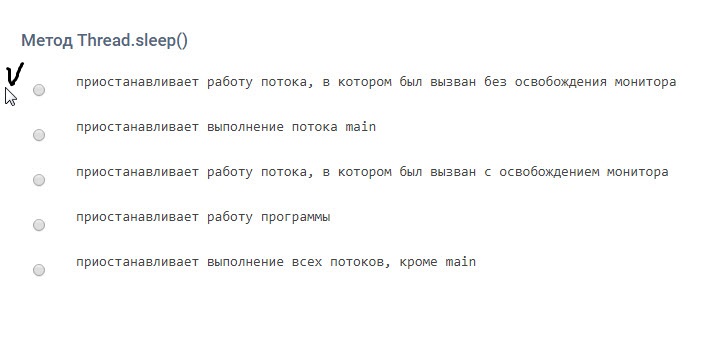 Метод Thread.sleep()
приостанавливает работу потока, в котором был вызван без освобождения монитора
приостанавливает выполнение потока main
приостанавливает работу потока, в котором был вызван с освобождением монитора
приостанавливает работу программы
приостанавливает выполнение всех потоков, кроме main